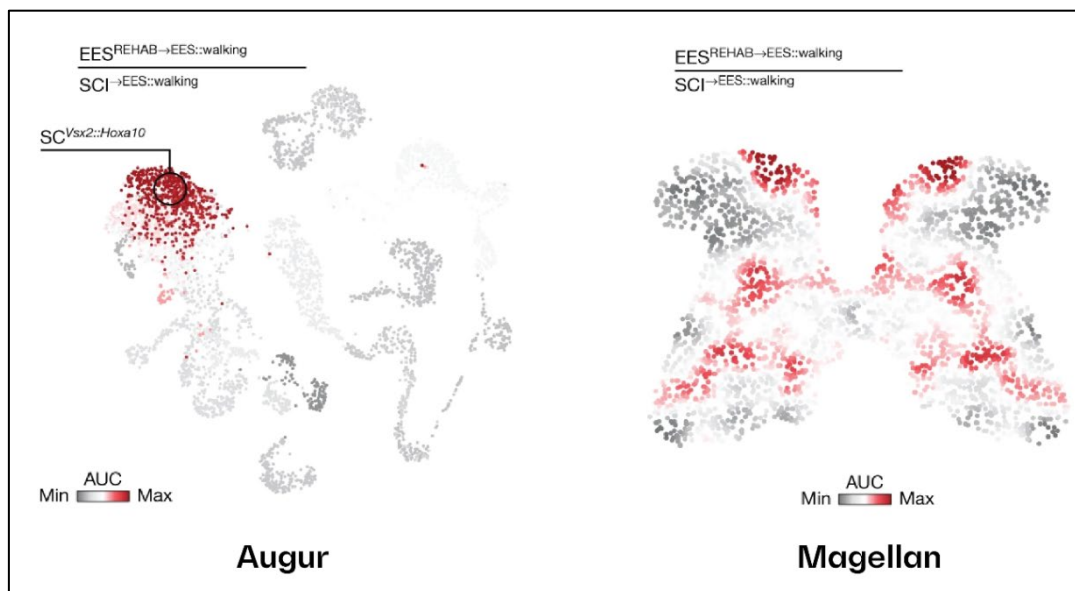 EES^REHAB→EES::walking
SCI^→EES::walking
SC^Vsx2::Hoxa10
AUC
Min Max
Augur
EES^REHAB→EES::walking
SCI^→EES::walking
AUC
Min Max
Magellan